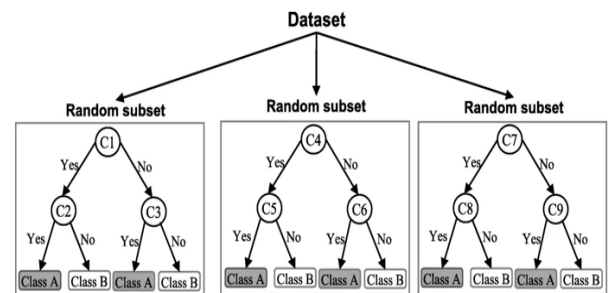 Dataset
Random subset Random subset Random subset
C1 C4 C7
Yes No Yes No Yes No
C2 C3 C5 C6 C8 C9
Yes No Yes No Yes No Yes No Yes No Yes No
Class A Class B Class A Class B Class A Class B Class A Class B Class A Class B Class A Class B